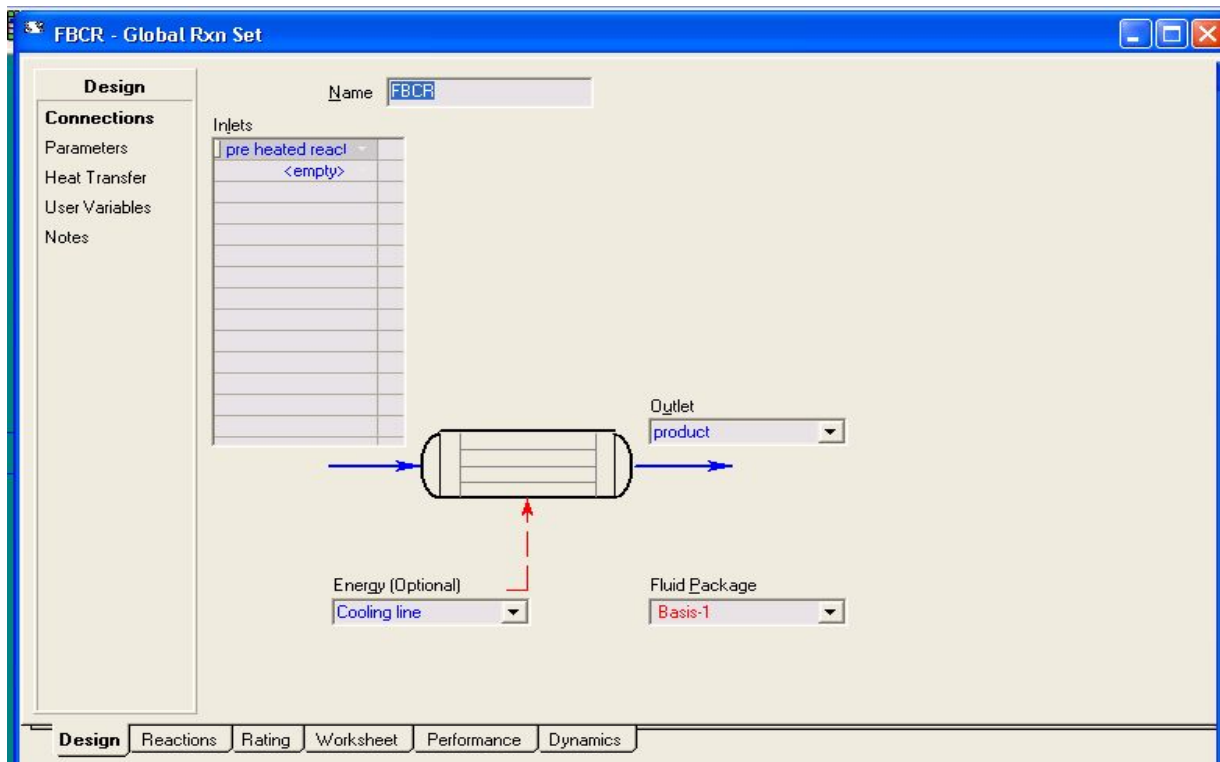 FBCR - Global Rxn Set
Design
Connections
Parameters
Heat Transfer
User Variables
Notes
Name FBCR
Inlets
pre heated react
<empty>
Outlet
product
Energy (Optional)
Cooling line
Fluid Package
Basis-1
Design Reactions Rating Worksheet Performance Dynamics